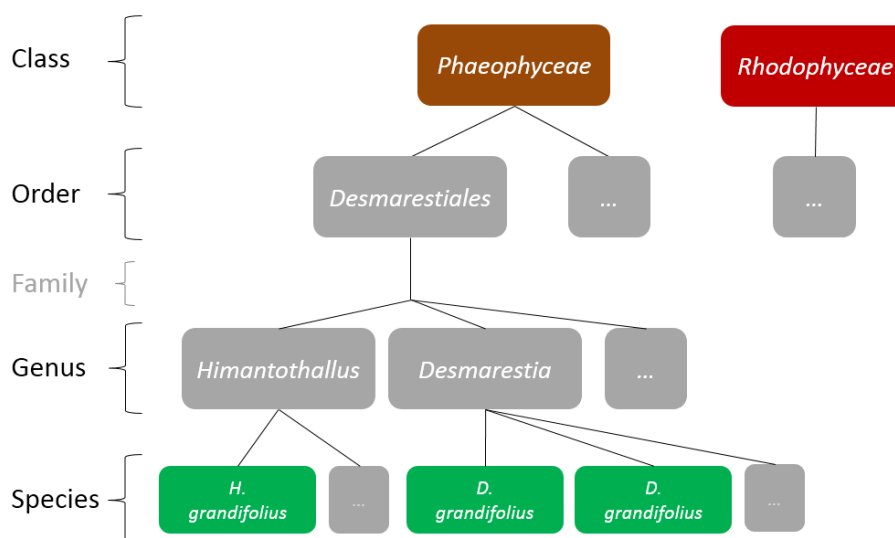 Class
Phaeophyceae
Rhodophyceae
Order
Desmarestiales
...
...
Family
Genus
Himantothallus
Desmarestia
...
Species
H.
grandifolius
...
D.
grandifolius
D.
grandifolius
...